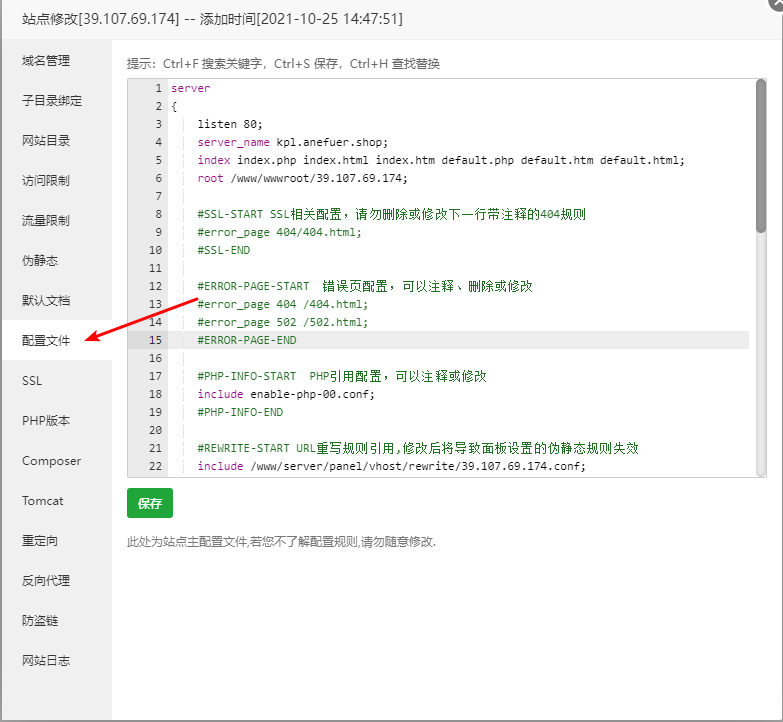 站点修改[39.107.69.174] -- 添加时间[2021-10-25 14:47:51]
域名管理
子目录绑定
网站目录
访问限制
流量限制
伪静态
默认文档
配置文件
SSL
PHP版本
Composer
Tomcat
重定向
反向代理
防盗链
网站日志
提示：Ctrl+F 搜索关键字，Ctrl+S 保存，Ctrl+H 查找替换
1 server
2 {
3 listen 80;
4 server_name kpl.anefuer.shop;
5 index index.php index.html index.htm default.php default.htm default.html;
6 root /www/wwwroot/39.107.69.174;
7
8 #SSL-START SSL相关配置，请勿删除或修改下一行带注释的404规则
9 #error_page 404/404.html;
10 #SSL-END
11
12 #ERROR-PAGE-START  错误页配置，可以注释、删除或修改
13 #error_page 404 /404.html;
14 #error_page 502 /502.html;
15 #ERROR-PAGE-END
16
17 #PHP-INFO-START  PHP引用配置，可以注释或修改
18 include enable-php-00.conf;
19 #PHP-INFO-END
20
21 #REWRITE-START URL重写规则引用,修改后将导致面板设置的伪静态规则失效
22 include /www/server/panel/vhost/rewrite/39.107.69.174.conf;
保存
此处为站点主配置文件,若您不了解配置规则,请勿随意修改.